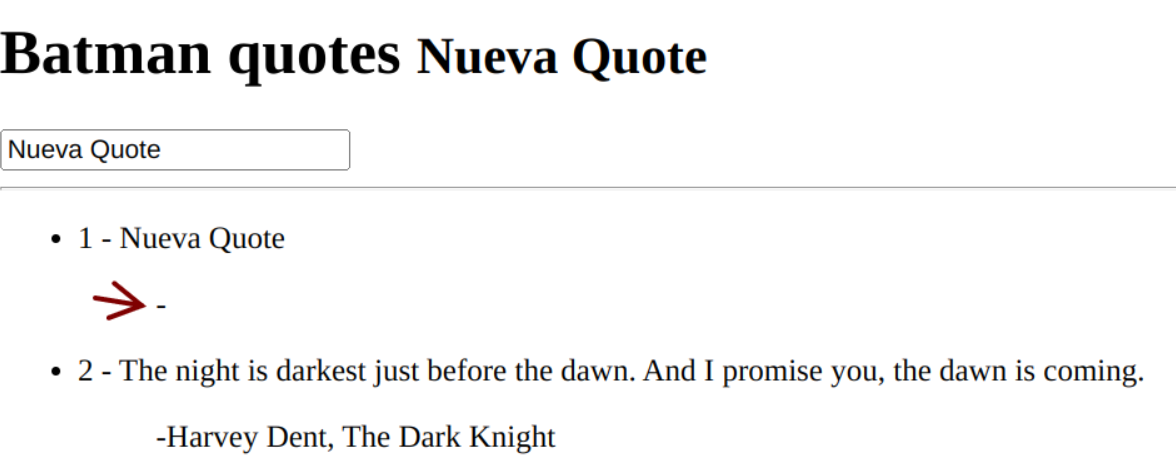 Batman quotes Nueva Quote
Nueva Quote
1 - Nueva Quote
-
2 - The night is darkest just before the dawn. And I promise you, the dawn is coming.
-Harvey Dent, The Dark Knight